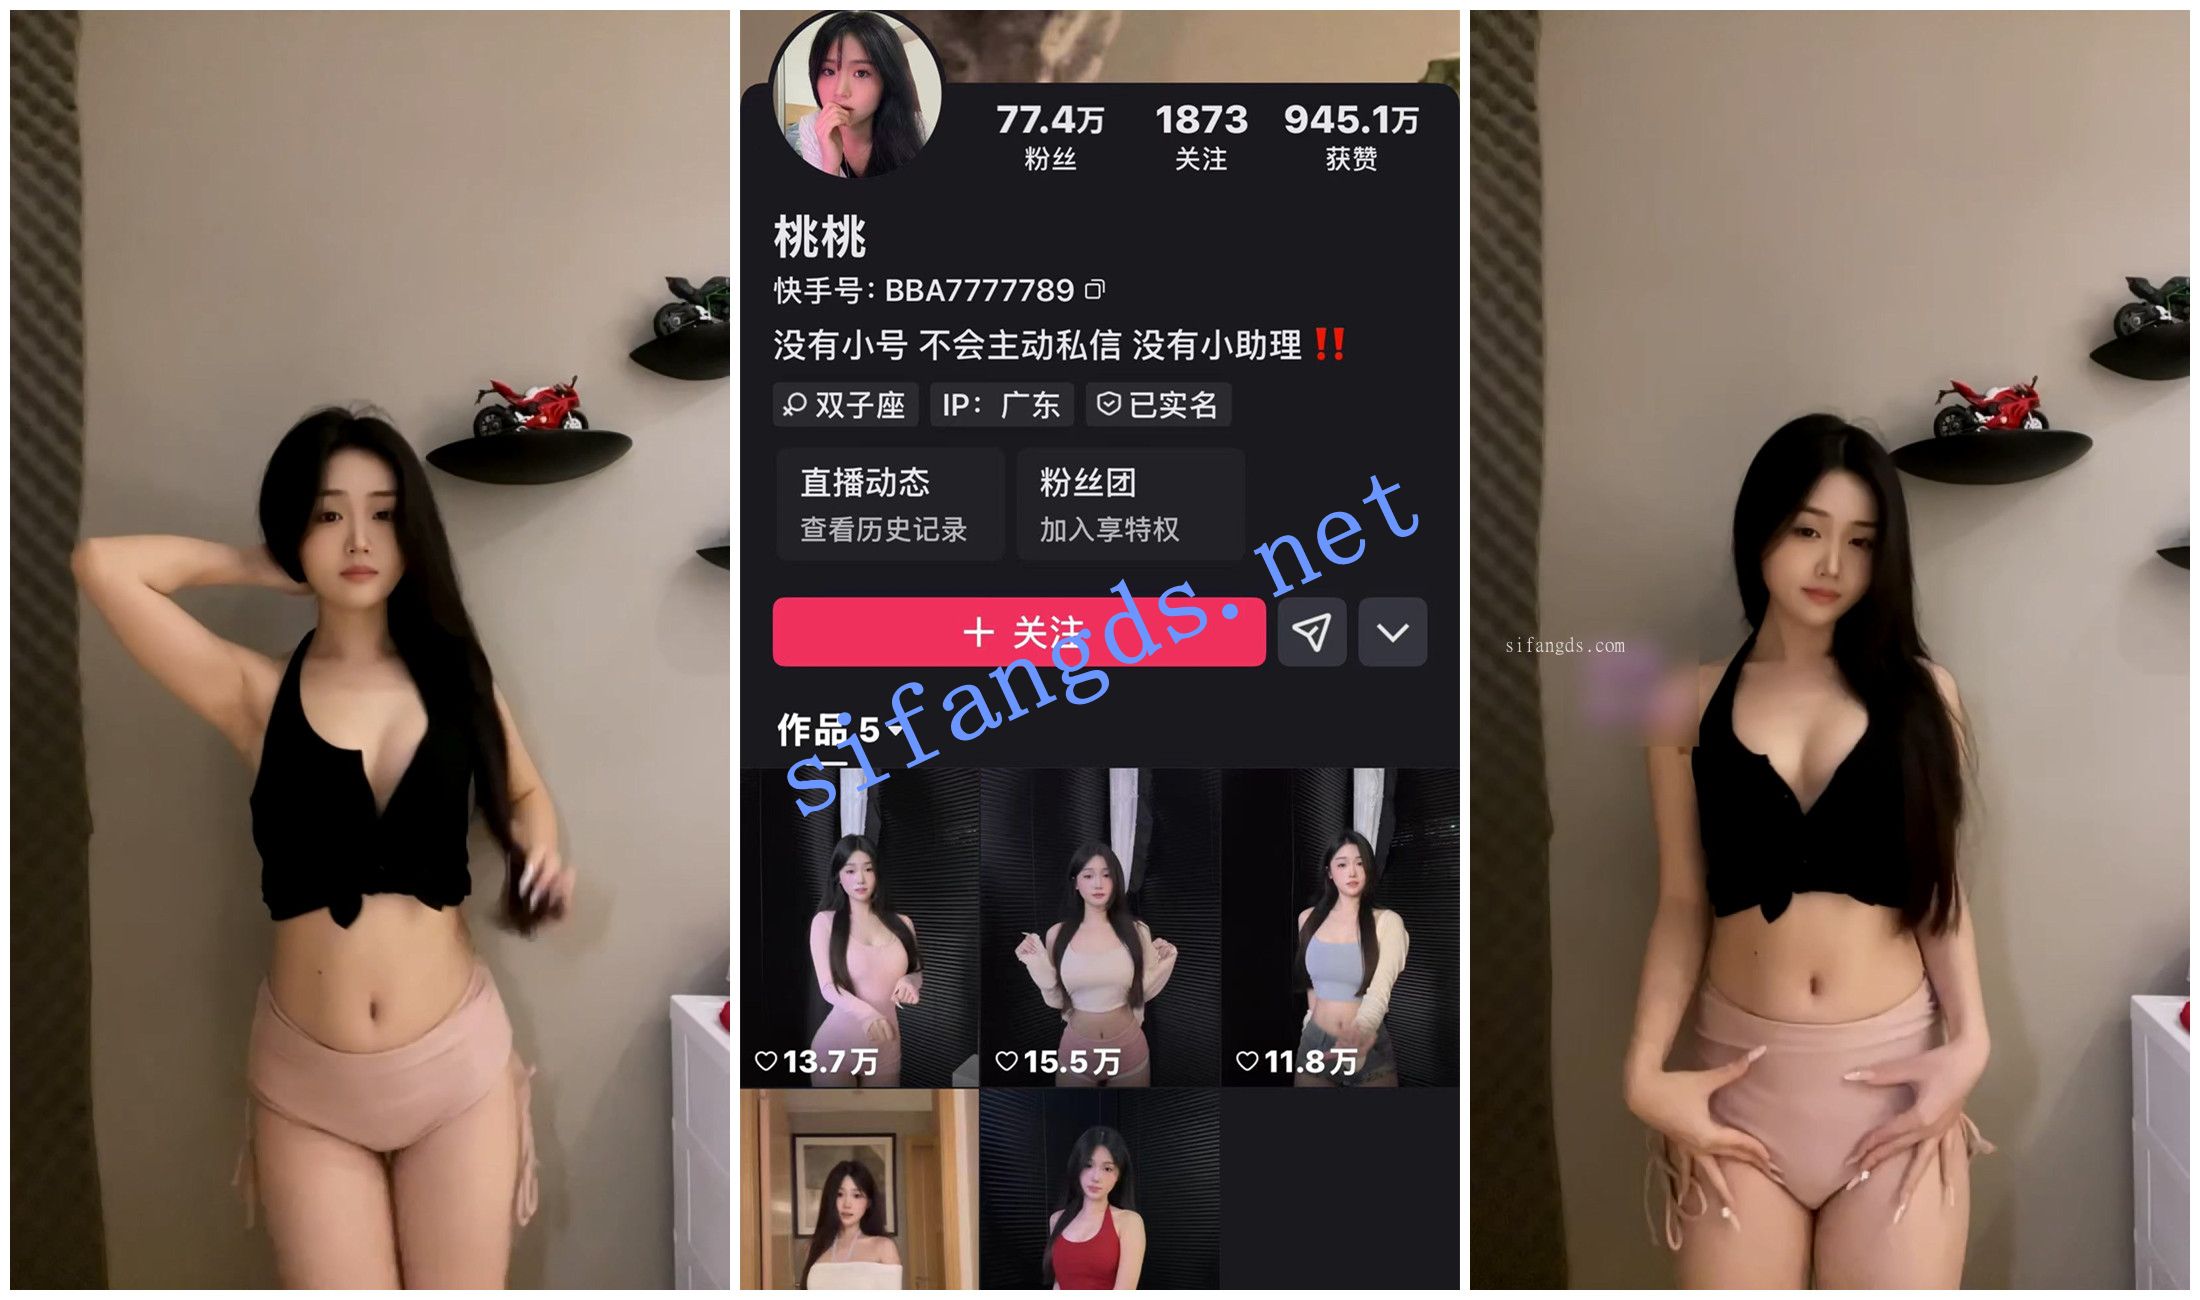 77.4万 1873 945.1万
粉丝 关注 获赞
桃桃
快手号: BBA7777789
没有小号 不会主动私信 没有小助理 ‼️
双子座 IP: 广东 已实名
直播动态 粉丝团
查看历史记录 加入享特权
+ 关注
作品 5
sifangds.net
13.7万 15.5万 11.8万
sifangds.com